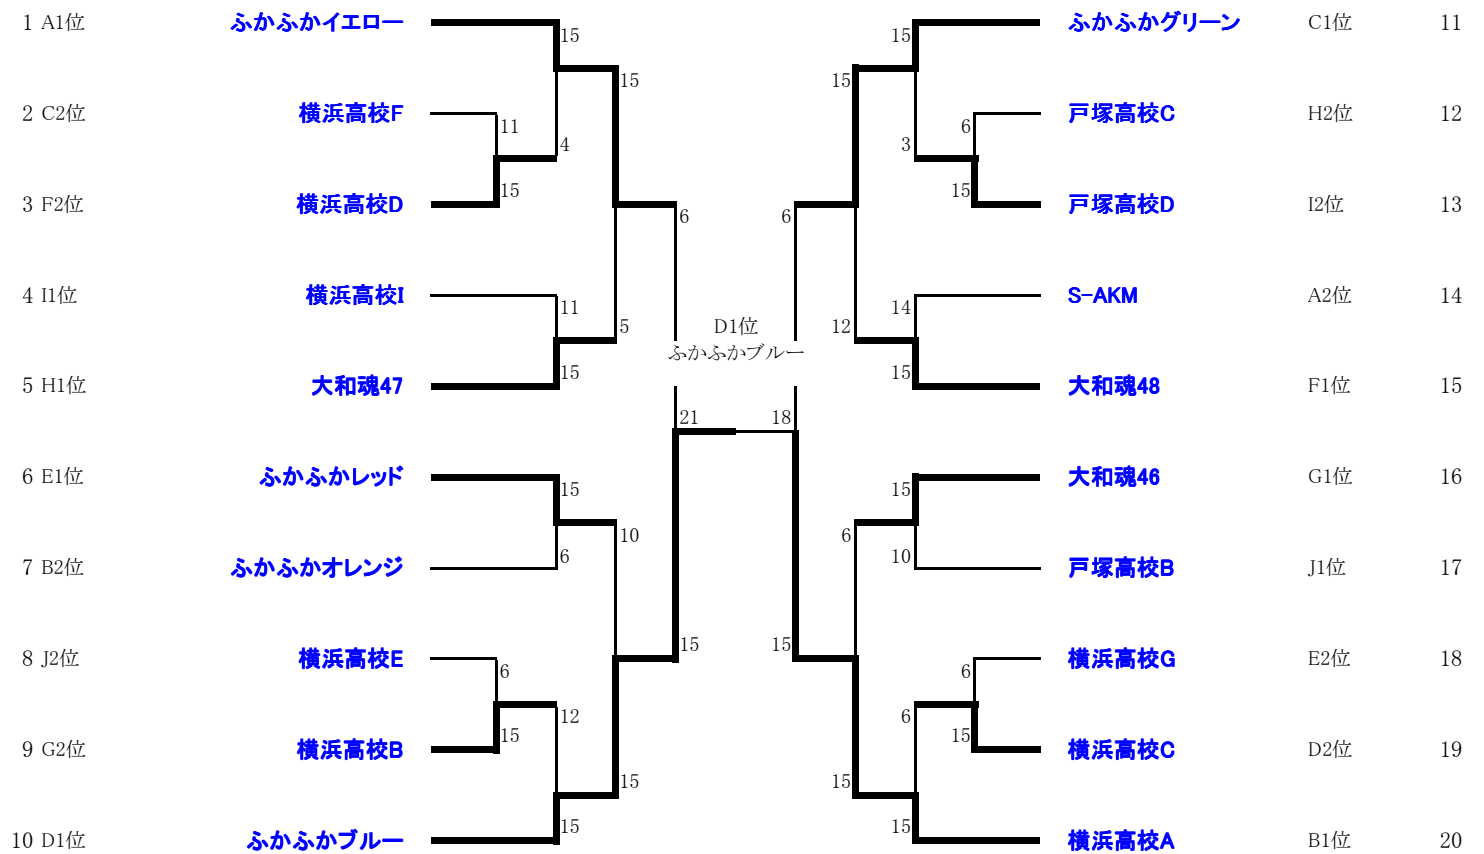 1 A1位 ふかふかイエロー 15 15 ふかふかグリーン C1位 11
15 15
2 C2位 横浜高校F 11 6 戸塚高校C H2位 12
4 3
3 F2位 横浜高校D 15 15 戸塚高校D I2位 13
6 6
4 I1位 横浜高校I 11 14 S-AKM A2位 14
5 D1位 12
ふかふかブルー
5 H1位 大和魂47 15 15 大和魂48 F1位 15
21 18
6 E1位 ふかふかレッド 15 15 大和魂46 G1位 16
10 6
7 B2位 ふかふかオレンジ 6 10 戸塚高校B J1位 17
15 15
8 J2位 横浜高校E 6 6 横浜高校G E2位 18
12 6
9 G2位 横浜高校B 15 15 横浜高校C D2位 19
15 15
10 D1位 ふかふかブルー 15 15 横浜高校A B1位 20